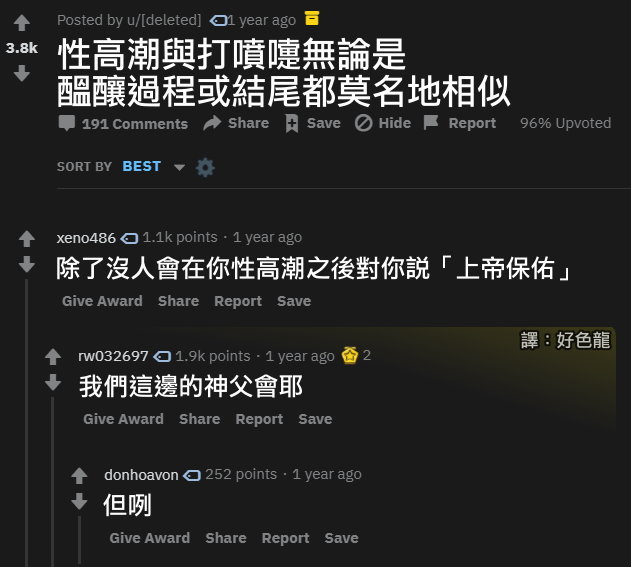 Posted by u/[deleted] 1 year ago
3.8k
性高潮與打噴嚏無論是
醞釀過程或結尾都莫名地相似
191 Comments Share Save Hide Report 96% Upvoted
SORT BY BEST
xeno486 1.1k points · 1 year ago
除了沒人會在你性高潮之後對你説「上帝保佑」
Give Award Share Report Save
譯：好色龍
rw032697 1.9k points · 1 year ago 2
我們這邊的神父會耶
Give Award Share Report Save
donhoavon 252 points · 1 year ago
但咧
Give Award Share Report Save